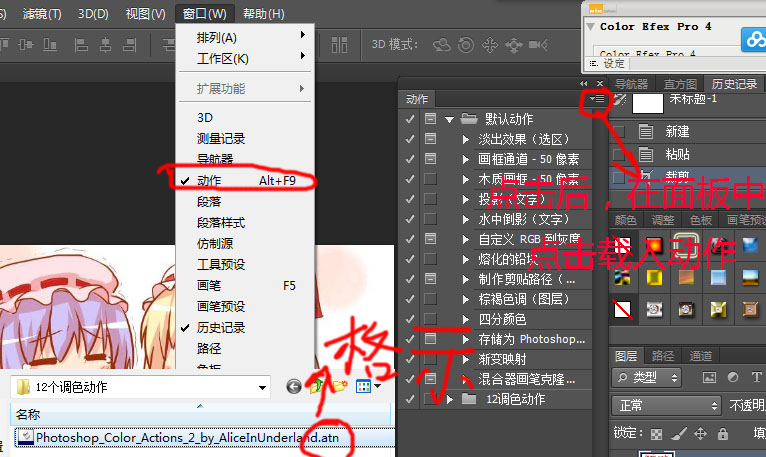 滤镜(T) 3D(D) 视图(V) 窗口(W) 帮助(H)
排列(A)
工作区(K)
扩展功能
3D
测量记录
导航器
动作 Alt+F9
段落
段落样式
仿制源
工具预设
画笔 F5
画笔预设
历史记录
路径
色板
3D 模式:
Color Efex Pro 4
Color Efex Pro 4
设定
动作
默认动作
淡出效果（选区）
画框通道 - 50 像素
木质画框 - 50 像素
投影（文字）
水中倒影（文字）
自定义 RGB 到灰度
熔化的铅块
制作剪贴路径（...
棕褐色调（图层）
四分颜色
存储为 Photoshop...
渐变映射
混合器画笔克隆...
12调色动作
导航器 直方图 历史记录
未标题-1
新建
粘贴
裁剪
点击后，在面板中
点击载入动作
颜色 调整 色板 画笔预设
图层 路径 通道
类型
正常 不透明
锁定:
12个调色动作
名称
Photoshop_Color_Actions_2_by_AliceInUnderland.atn
格示